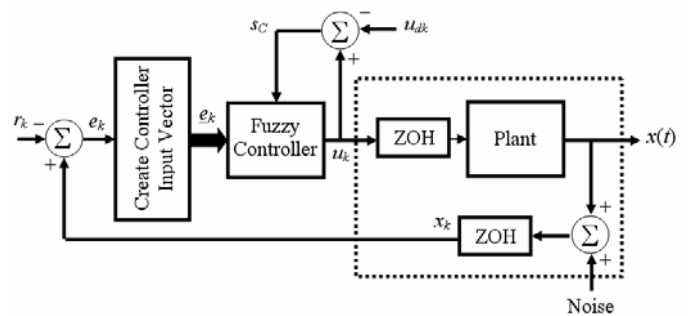 s_C
Σ
−
+
u_dk
r_k
−
Σ
+
e_k
Create Controller
Input Vector
e_k
Fuzzy
Controller
u_k
ZOH
Plant
x(t)
x_k
ZOH
+
Σ
+
Noise